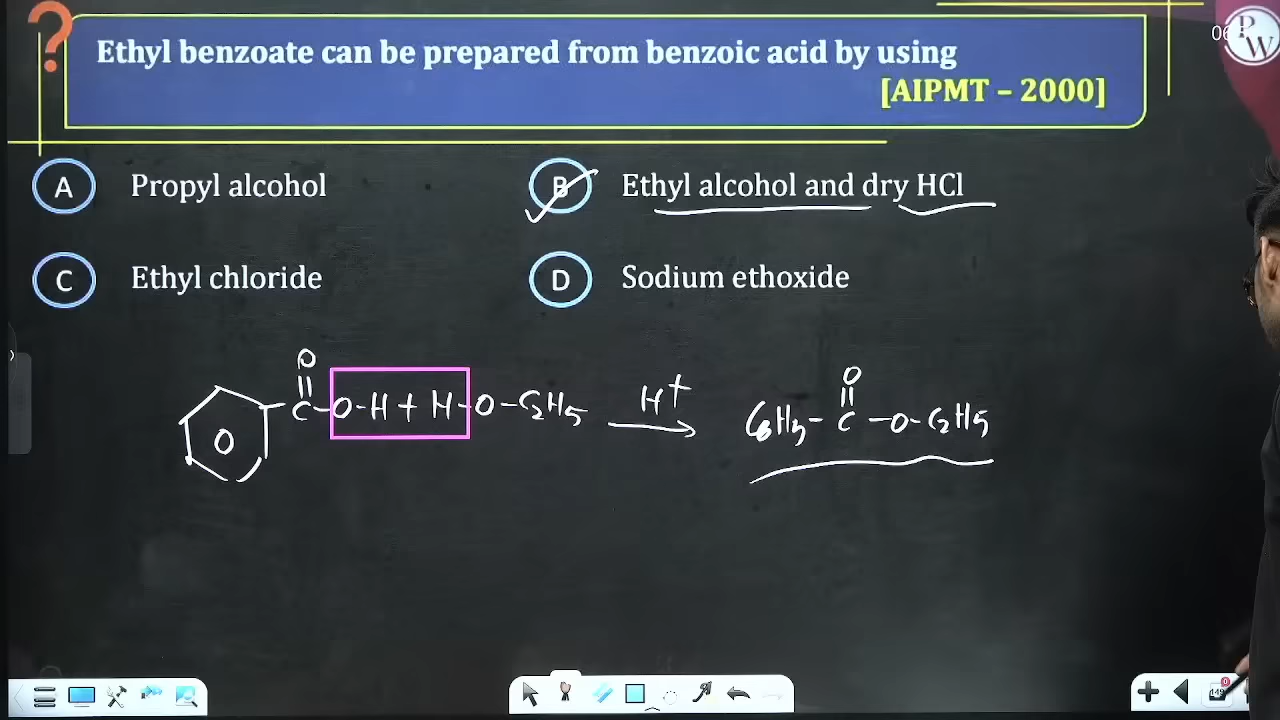 Ethyl benzoate can be prepared from benzoic acid by using
[AIPMT – 2000]
A Propyl alcohol
B Ethyl alcohol and dry HCl
C Ethyl chloride
D Sodium ethoxide
O O
C-O-H + H-O-C2H5 H+ C6H5-C-O-C2H5
O
PW